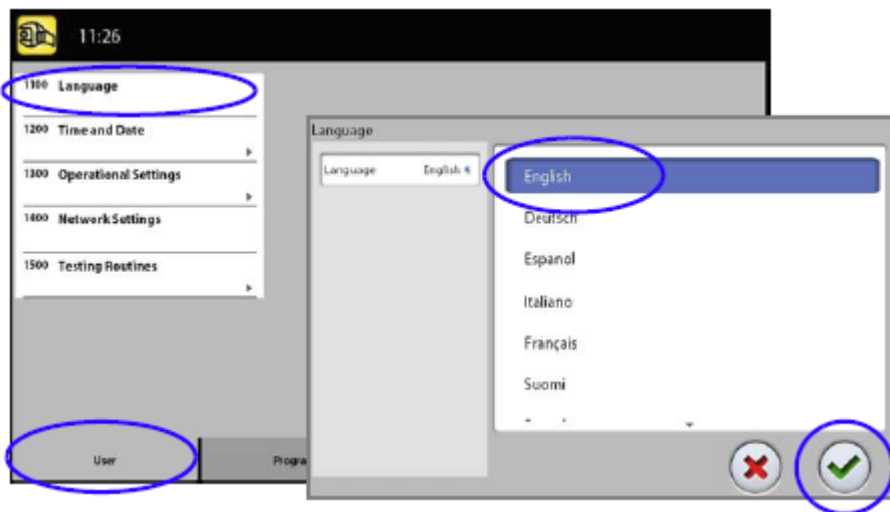 11:26
1100 Language
1200 Time and Date
1300 Operational Settings
1400 Network Settings
1500 Testing Routines
User
Progra
Language
Language English
English
Deutsch
Espanol
Italiano
Français
Suomi